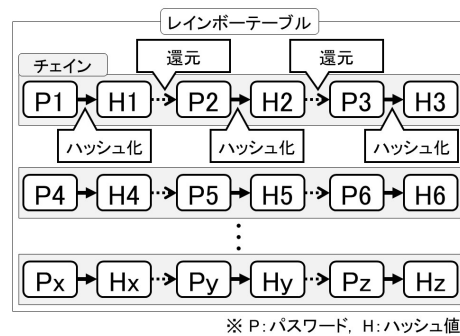 レインボーテーブル
還元 還元
チェイン
P1 H1 P2 H2 P3 H3
ハッシュ化 ハッシュ化 ハッシュ化
P4 H4 P5 H5 P6 H6
Px Hx Py Hy Pz Hz
※ P:パスワード, H:ハッシュ値